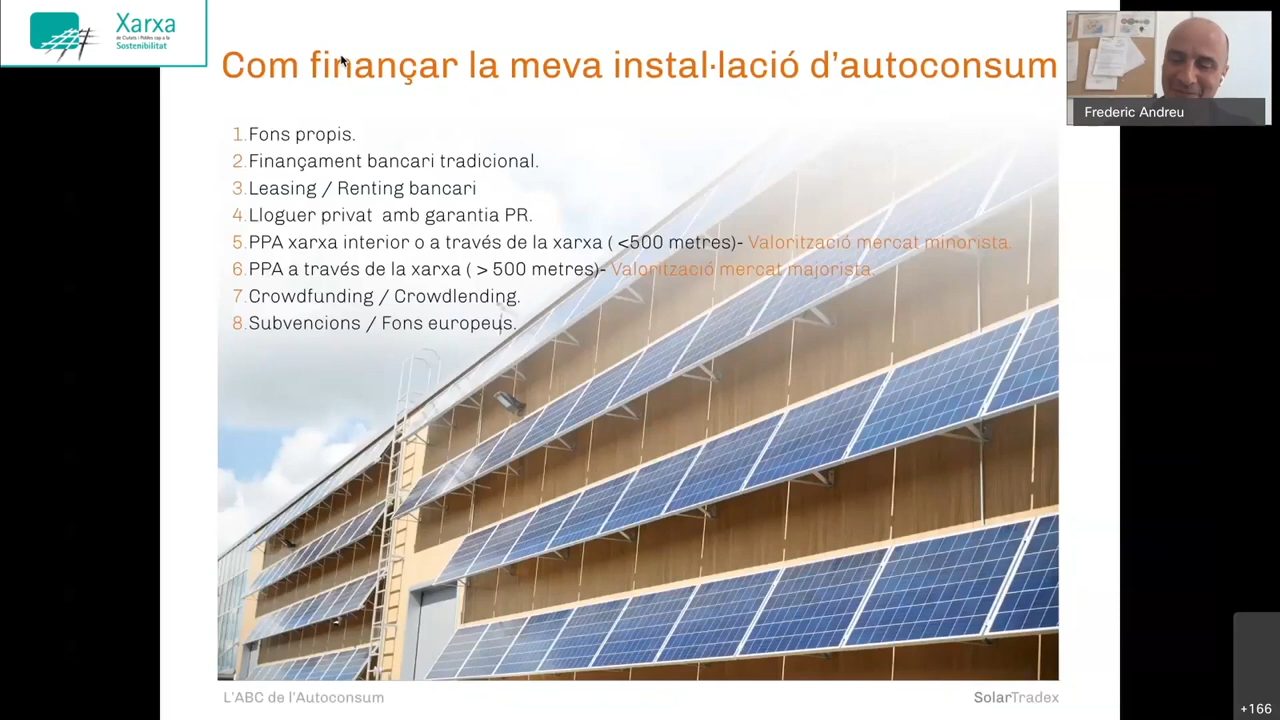 Xarxa
de Ciutats i Pobles cap a la
Sostenibilitat
Com finançar la meva instal·lació d'autoconsum
Frederic Andreu
1.Fons propis.
2.Finançament bancari tradicional.
3.Leasing / Renting bancari
4.Lloguer privat amb garantia PR.
5.PPA xarxa interior o a través de la xarxa ( <500 metres)- Valorització mercat minorista.
6.PPA a través de la xarxa ( > 500 metres)- Valorització mercat majorista.
7.Crowdfunding / Crowdlending.
8.Subvencions / Fons europeus.
L'ABC de l'Autoconsum
SolarTradex
+166